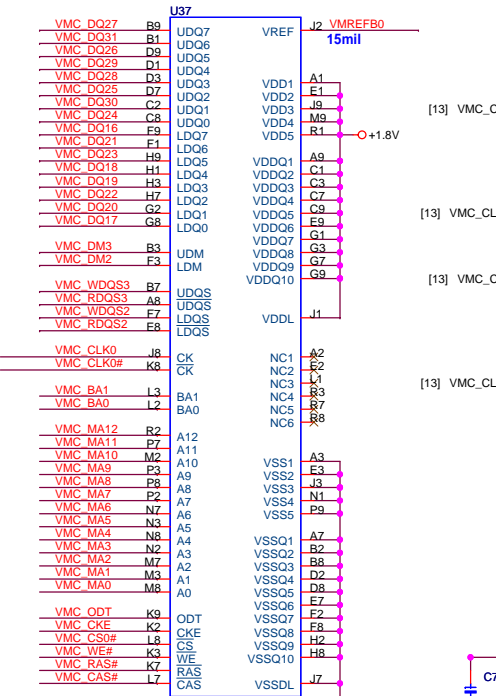 U37
VMC_DQ27 B9 UDQ7 VREF J2 VMREFB0
VMC_DQ31 B1 UDQ6 15mil
VMC_DQ26 D9 UDQ5
VMC_DQ29 D1 UDQ4
VMC_DQ28 D3 UDQ3 VDD1 A1
VMC_DQ25 D7 UDQ2 VDD2 E1
VMC_DQ30 C2 UDQ1 VDD3 J9 [13] VMC_C
VMC_DQ24 C8 UDQ0 VDD4 M9
VMC_DQ16 F9 LDQ7 VDD5 R1 +1.8V
VMC_DQ21 F1 LDQ6
VMC_DQ23 H9 LDQ5 VDDQ1 A9
VMC_DQ18 H1 LDQ4 VDDQ2 C1
VMC_DQ19 H3 LDQ3 VDDQ3 C3
VMC_DQ22 H7 LDQ2 VDDQ4 C7
VMC_DQ20 G2 LDQ1 VDDQ5 C9 [13] VMC_CL
VMC_DQ17 G8 LDQ0 VDDQ6 E9
VDDQ7 G1
VMC_DM3 B3 UDM VDDQ8 G3
VMC_DM2 F3 LDM VDDQ9 G7
VDDQ10 G9 [13] VMC_C
VMC_WDQS3 B7 UDQS
VMC_RDQS3 A8 UDQS
VMC_WDQS2 F7 LDQS VDDL J1
VMC_RDQS2 E8 LDQS
VMC_CLK0 J8 CK NC1 A2
VMC_CLK0# K8 CK NC2 E2
NC3 L1 [13] VMC_CL
VMC_BA1 L3 BA1 NC4 R3
VMC_BA0 L2 BA0 NC5 R7
NC6 R8
VMC_MA12 R2 A12
VMC_MA11 P7 A11
VMC_MA10 M2 A10 VSS1 A3
VMC_MA9 P3 A9 VSS2 E3
VMC_MA8 P8 A8 VSS3 J3
VMC_MA7 P2 A7 VSS4 N1
VMC_MA6 N7 A6 VSS5 P9
VMC_MA5 N3 A5
VMC_MA4 N8 A4 VSSQ1 A7
VMC_MA3 N2 A3 VSSQ2 B2
VMC_MA2 M7 A2 VSSQ3 B8
VMC_MA1 M3 A1 VSSQ4 D2
VMC_MA0 M8 A0 VSSQ5 D8
VSSQ6 E7
VMC_ODT K9 ODT VSSQ7 F2
VMC_CKE K2 CKE VSSQ8 F8
VMC_CS0# L8 CS VSSQ9 H2
VMC_WE# K3 WE VSSQ10 H8
VMC_RAS# K7 RAS
VMC_CAS# L7 CAS VSSDL J7 C7